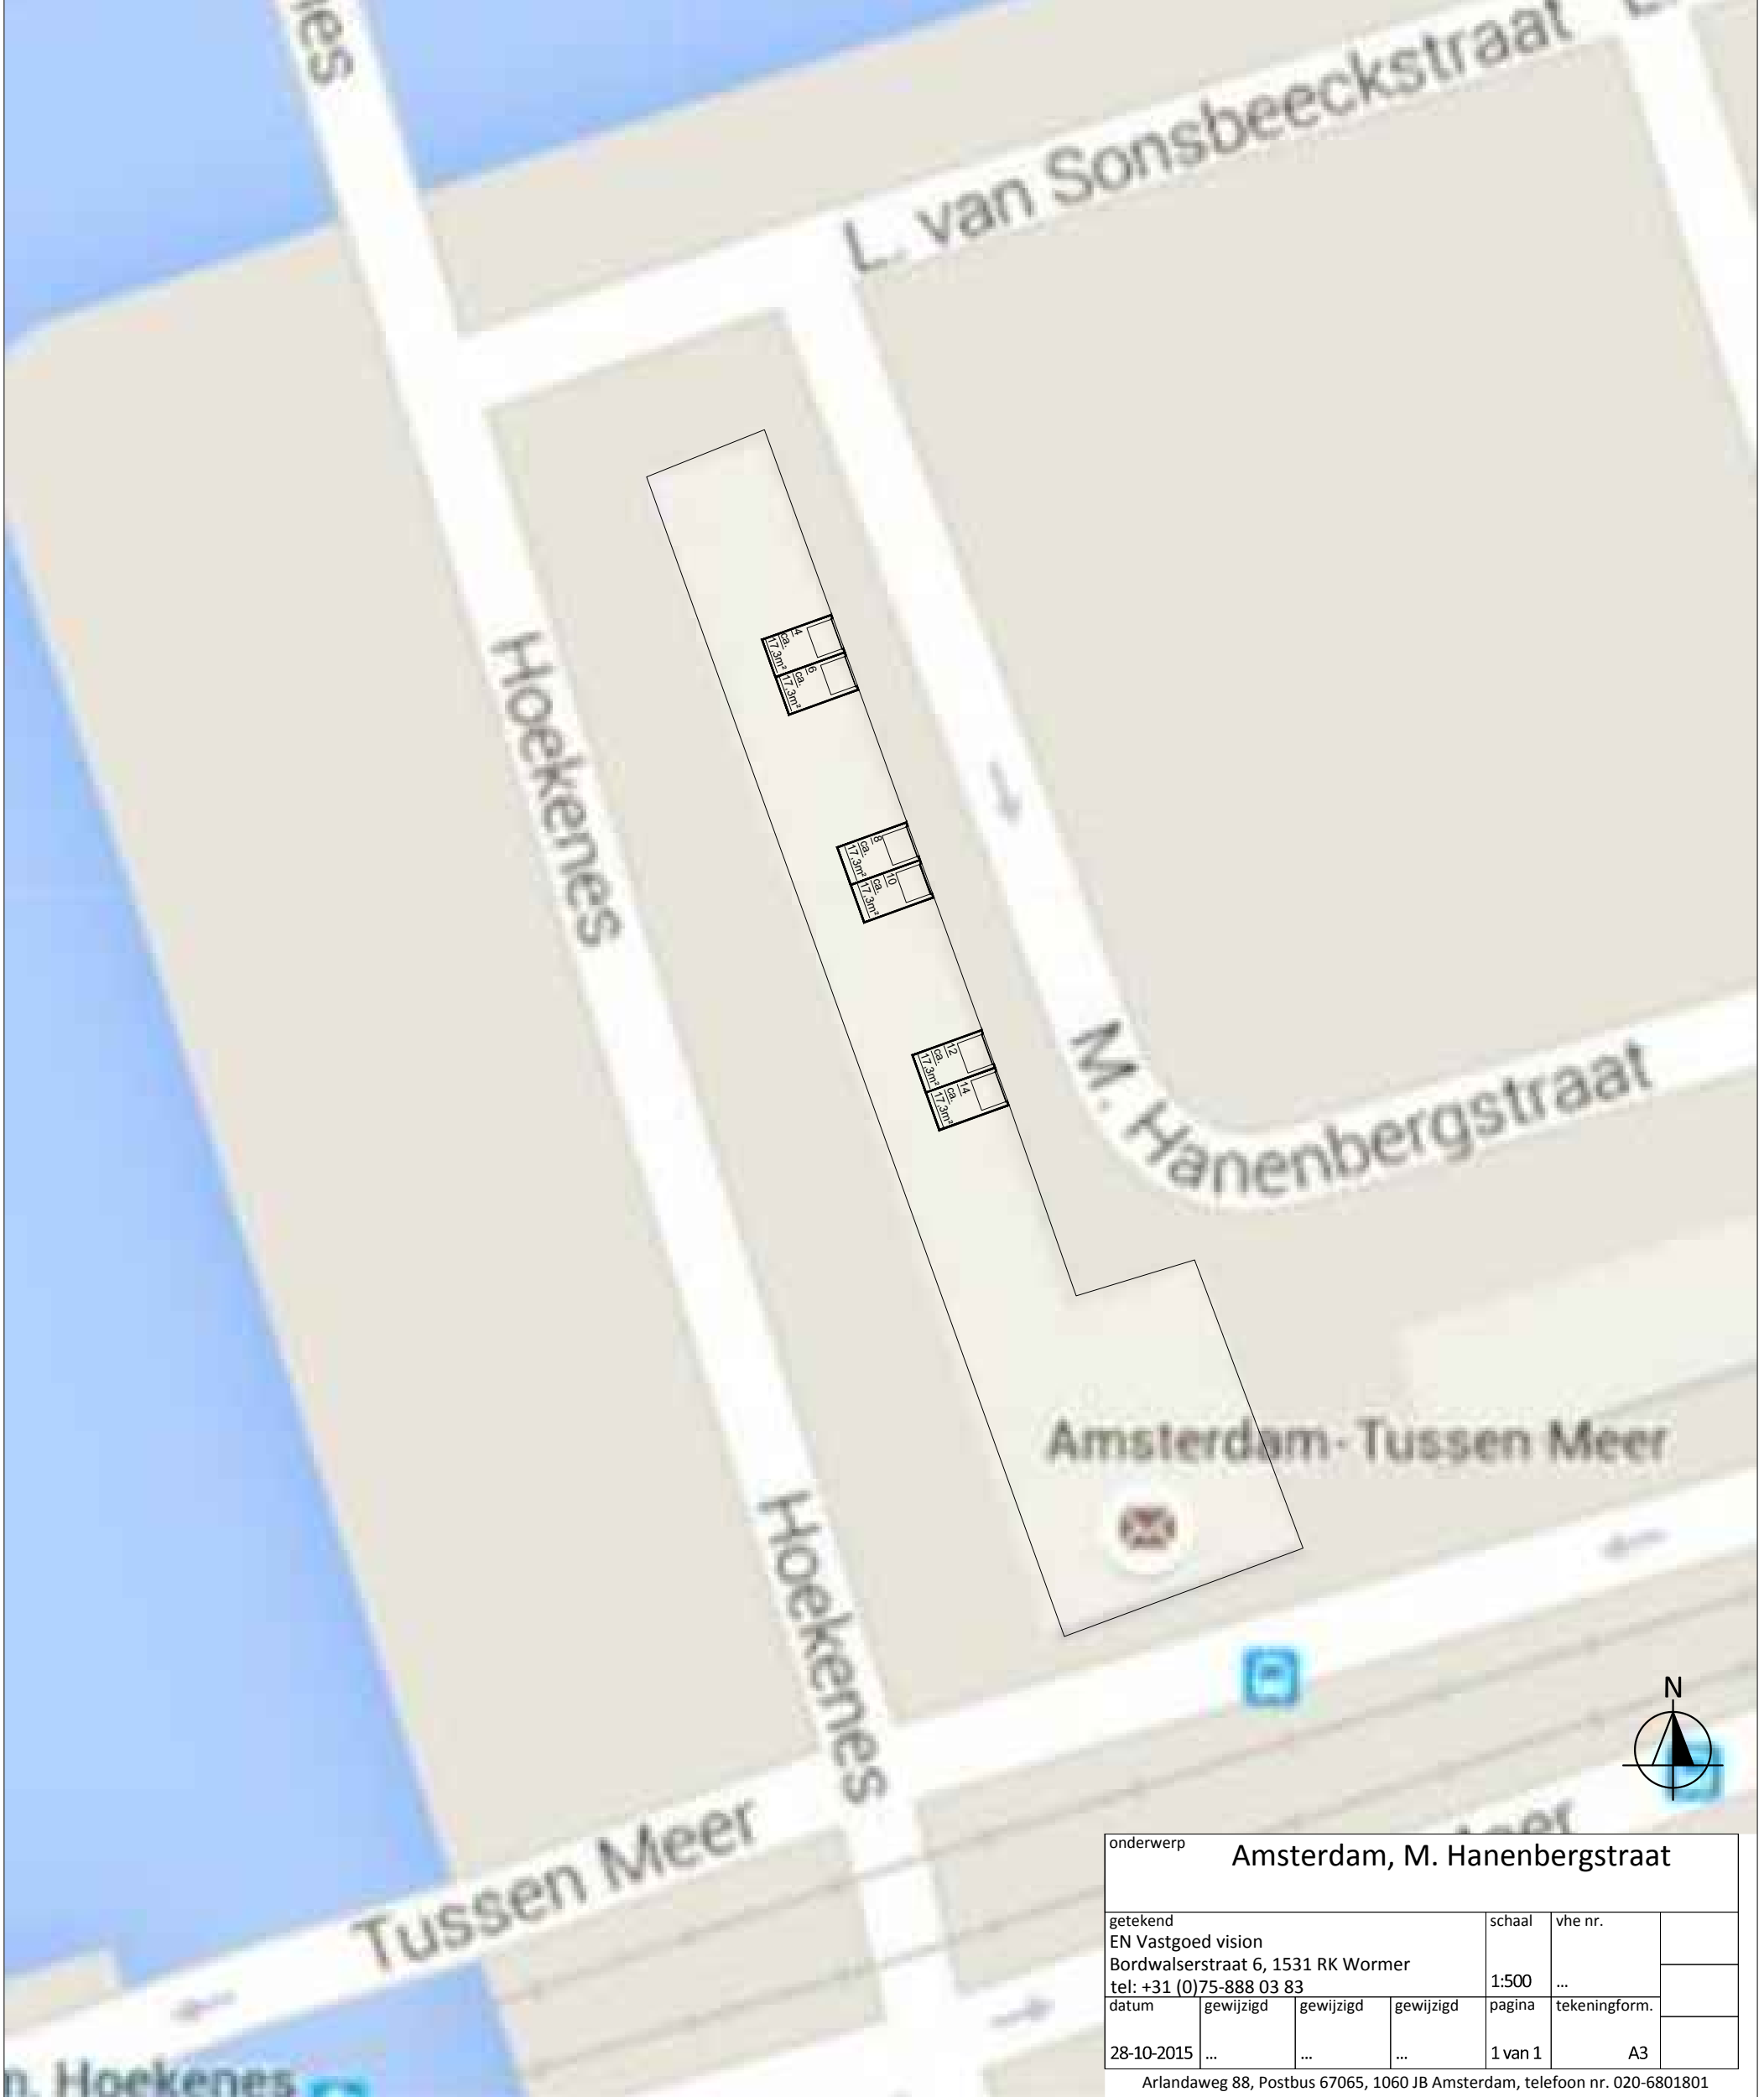 L. van Sonsbeeckstraat
Hoekenes
4
ca.
17.3m²
6
ca.
17.3m²
8
ca.
17.3m²
10
ca.
17.3m²
12
ca.
17.3m²
14
ca.
17.3m²
M. Hanenbergstraat
Amsterdam-Tussen Meer
Hoekenes
N
Tussen Meer
onderwerp
Amsterdam, M. Hanenbergstraat
getekend
EN Vastgoed vision
Bordwalserstraat 6, 1531 RK Wormer
tel: +31 (0)75-888 03 83
schaal
1:500
vhe nr.
...
datum
28-10-2015
gewijzigd
...
gewijzigd
...
gewijzigd
...
pagina
1 van 1
tekeningform.
A3
Hoekenes
Arlandaweg 88, Postbus 67065, 1060 JB Amsterdam, telefoon nr. 020-6801801